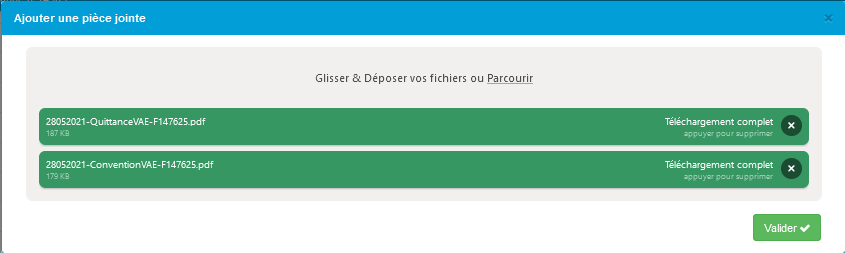 Ajouter une pièce jointe
×
Glisser & Déposer vos fichiers ou Parcourir
28052021-QuittanceVAE-F147625.pdf
187 KB
Téléchargement complet
appuyer pour supprimer
28052021-ConventionVAE-F147625.pdf
179 KB
Téléchargement complet
appuyer pour supprimer
Valider ✔